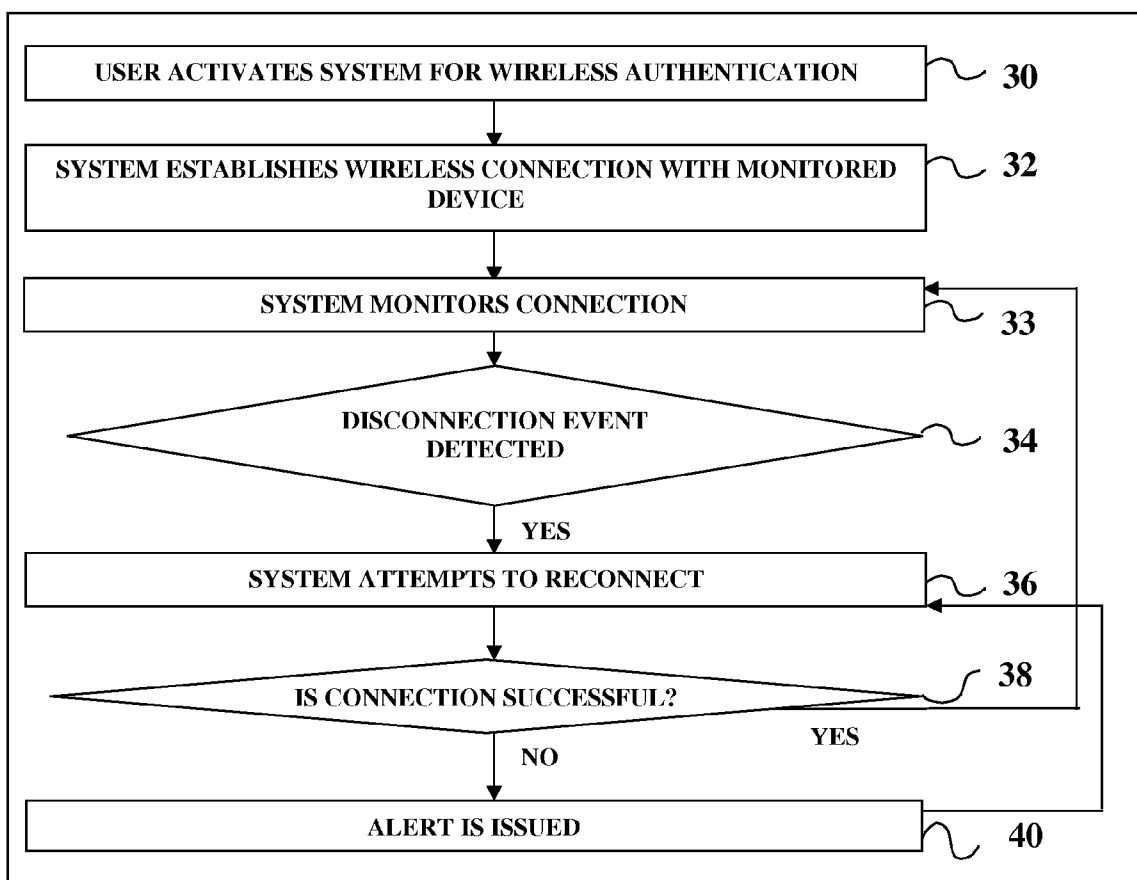 USER ACTIVATES SYSTEM FOR WIRELESS AUTHENTICATION
30
SYSTEM ESTABLISHES WIRELESS CONNECTION WITH MONITORED
DEVICE
32
SYSTEM MONITORS CONNECTION
33
DISCONNECTION EVENT
DETECTED
34
YES
SYSTEM ATTEMPTS TO RECONNECT
36
IS CONNECTION SUCCESSFUL?
38
YES
NO
ALERT IS ISSUED
40